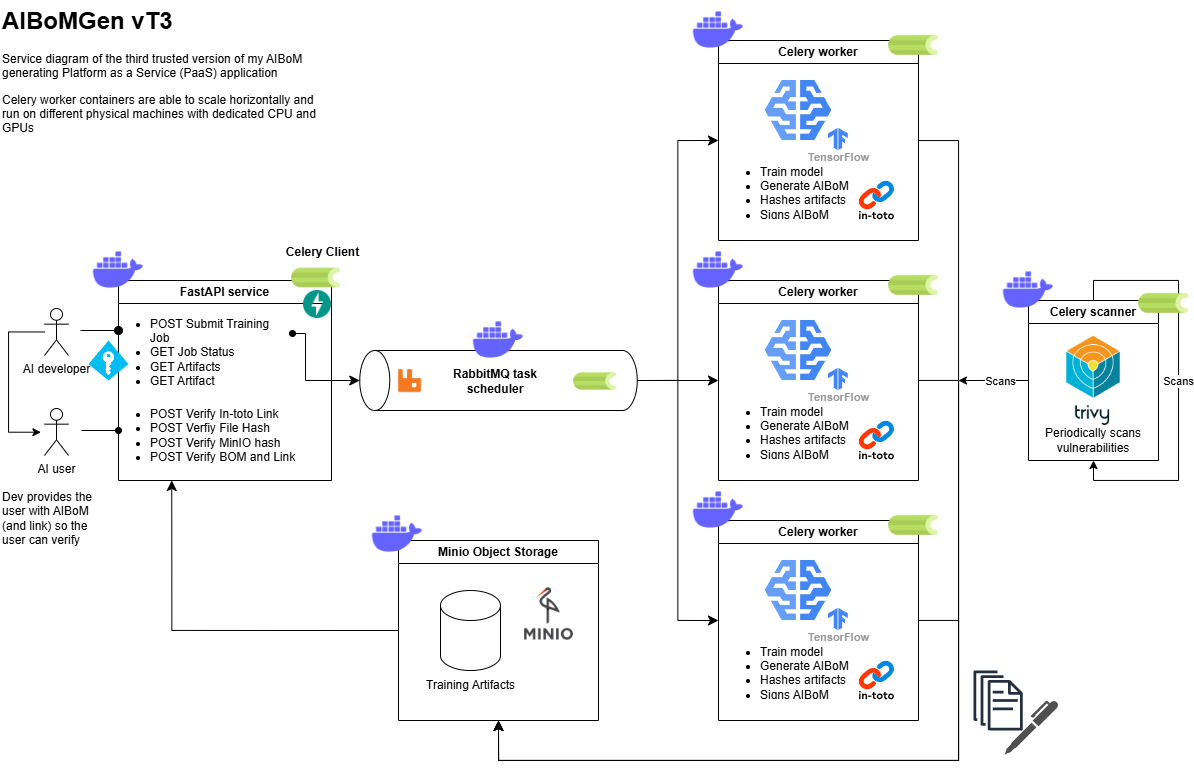 AIBoMGen vT3
Service diagram of the third trusted version of my AIBoM
generating Platform as a Service (PaaS) application
Celery worker containers are able to scale horizontally and
run on different physical machines with dedicated CPU and
GPUs
Celery Client
FastAPI service
POST Submit Training
Job
GET Job Status
GET Artifacts
GET Artifact
POST Verify In-toto Link
POST Verfiy File Hash
POST Verify MinIO hash
POST Verify BOM and Link
AI developer
AI user
Dev provides the
user with AIBoM
(and link) so the
user can verify
RabbitMQ task
scheduler
Minio Object Storage
MINIO
Training Artifacts
Celery worker
TensorFlow
Train model
Generate AIBoM
Hashes artifacts
Signs AIBoM
in-toto
Celery worker
TensorFlow
Train model
Generate AIBoM
Hashes artifacts
Signs AIBoM
in-toto
Celery worker
TensorFlow
Train model
Generate AIBoM
Hashes artifacts
Signs AIBoM
in-toto
Scans
Celery scanner
trivy
Periodically scans
vulnerabilities
Scans